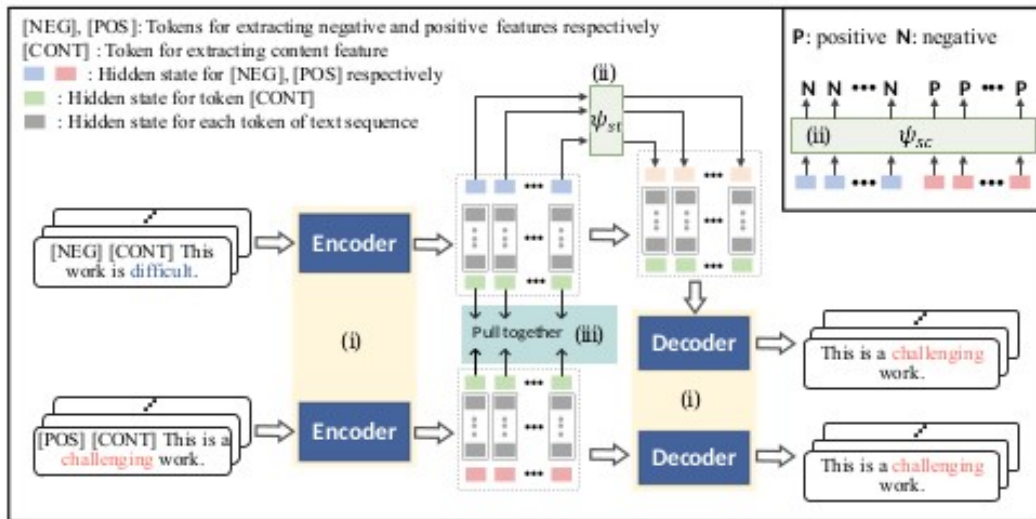 [NEG], [POS]: Tokens for extracting negative and positive features respectively
[CONT] : Token for extracting content feature
: Hidden state for [NEG], [POS] respectively
: Hidden state for token [CONT]
: Hidden state for each token of text sequence
(ii)
ψst
P: positive N: negative
N N ••• N P P ••• P
(ii) ψsc
••• •••
••• •••
••• •••
••• •••
[NEG] [CONT] This
work is difficult.
Encoder
(i)
Pull together (iii)
Decoder
This is a challenging
work.
•••
•••
(i)
[POS] [CONT] This is a
challenging work.
Encoder
•••
Decoder
This is a challenging
work.